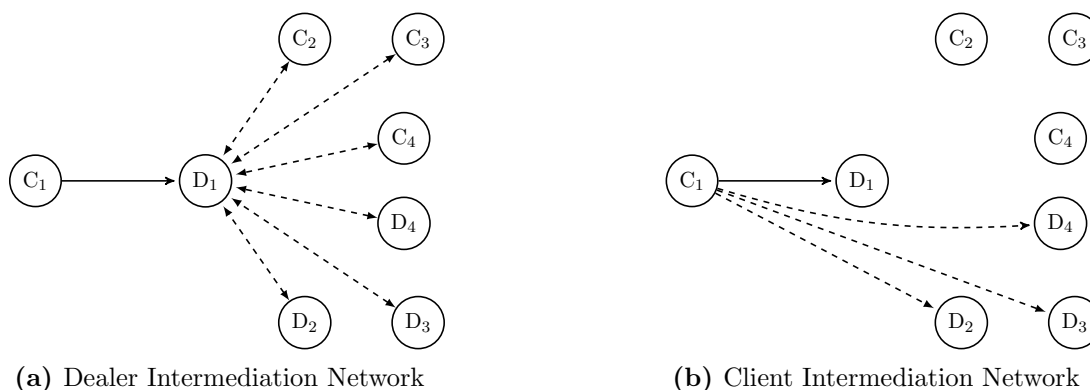 C₂ C₃
C₄
C₁ D₁
D₄
D₂ D₃
(a) Dealer Intermediation Network
C₂ C₃
C₄
C₁ D₁
D₄
D₂ D₃
(b) Client Intermediation Network